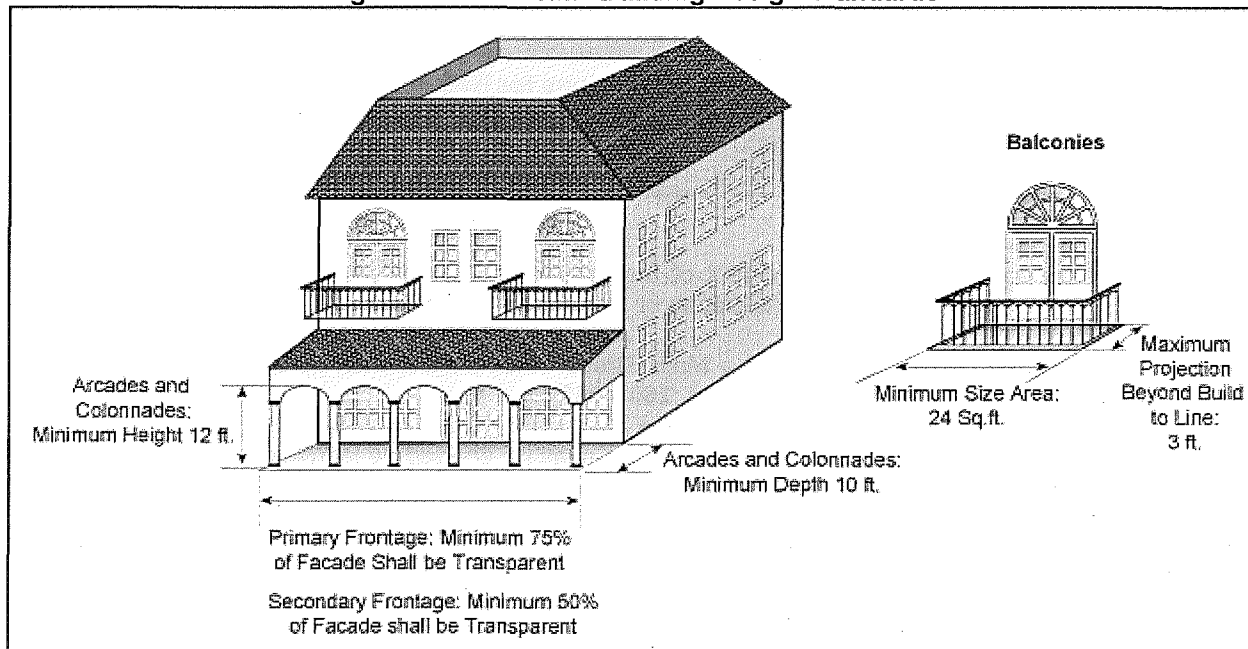 Balconies
Arcades and
Colonnades:
Minimum Height 12 ft.
Minimum Size Area:
24 Sq.ft.
Maximum
Projection
Beyond Build
to Line:
3 ft.
Arcades and Colonnades:
Minimum Depth 10 ft.
Primary Frontage: Minimum 75%
of Facade Shall be Transparent
Secondary Frontage: Minimum 50%
of Facade shall be Transparent